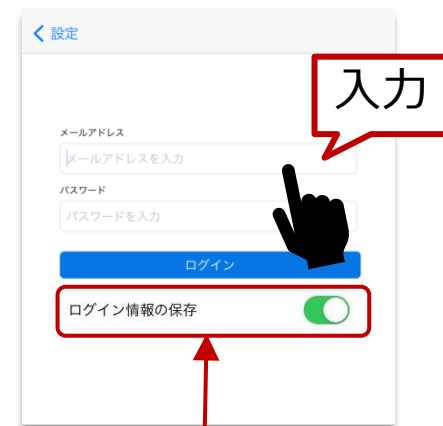 設定
入力
メールアドレス
メールアドレスを入力
パスワード
パスワードを入力
ログイン
ログイン情報の保存